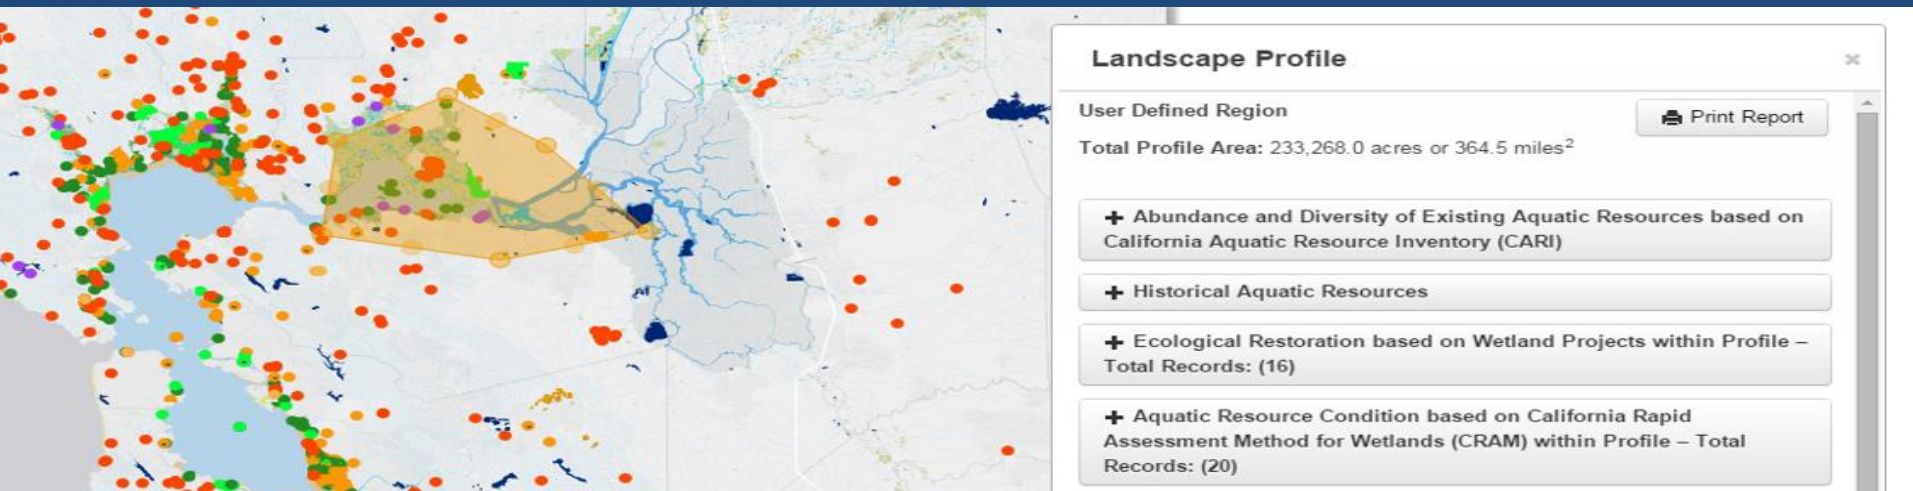 Landscape Profile
User Defined Region
Print Report
Total Profile Area: 233,268.0 acres or 364.5 miles²
Abundance and Diversity of Existing Aquatic Resources based on
California Aquatic Resource Inventory (CARI)
Historical Aquatic Resources
Ecological Restoration based on Wetland Projects within Profile –
Total Records: (16)
Aquatic Resource Condition based on California Rapid
Assessment Method for Wetlands (CRAM) within Profile – Total
Records: (20)